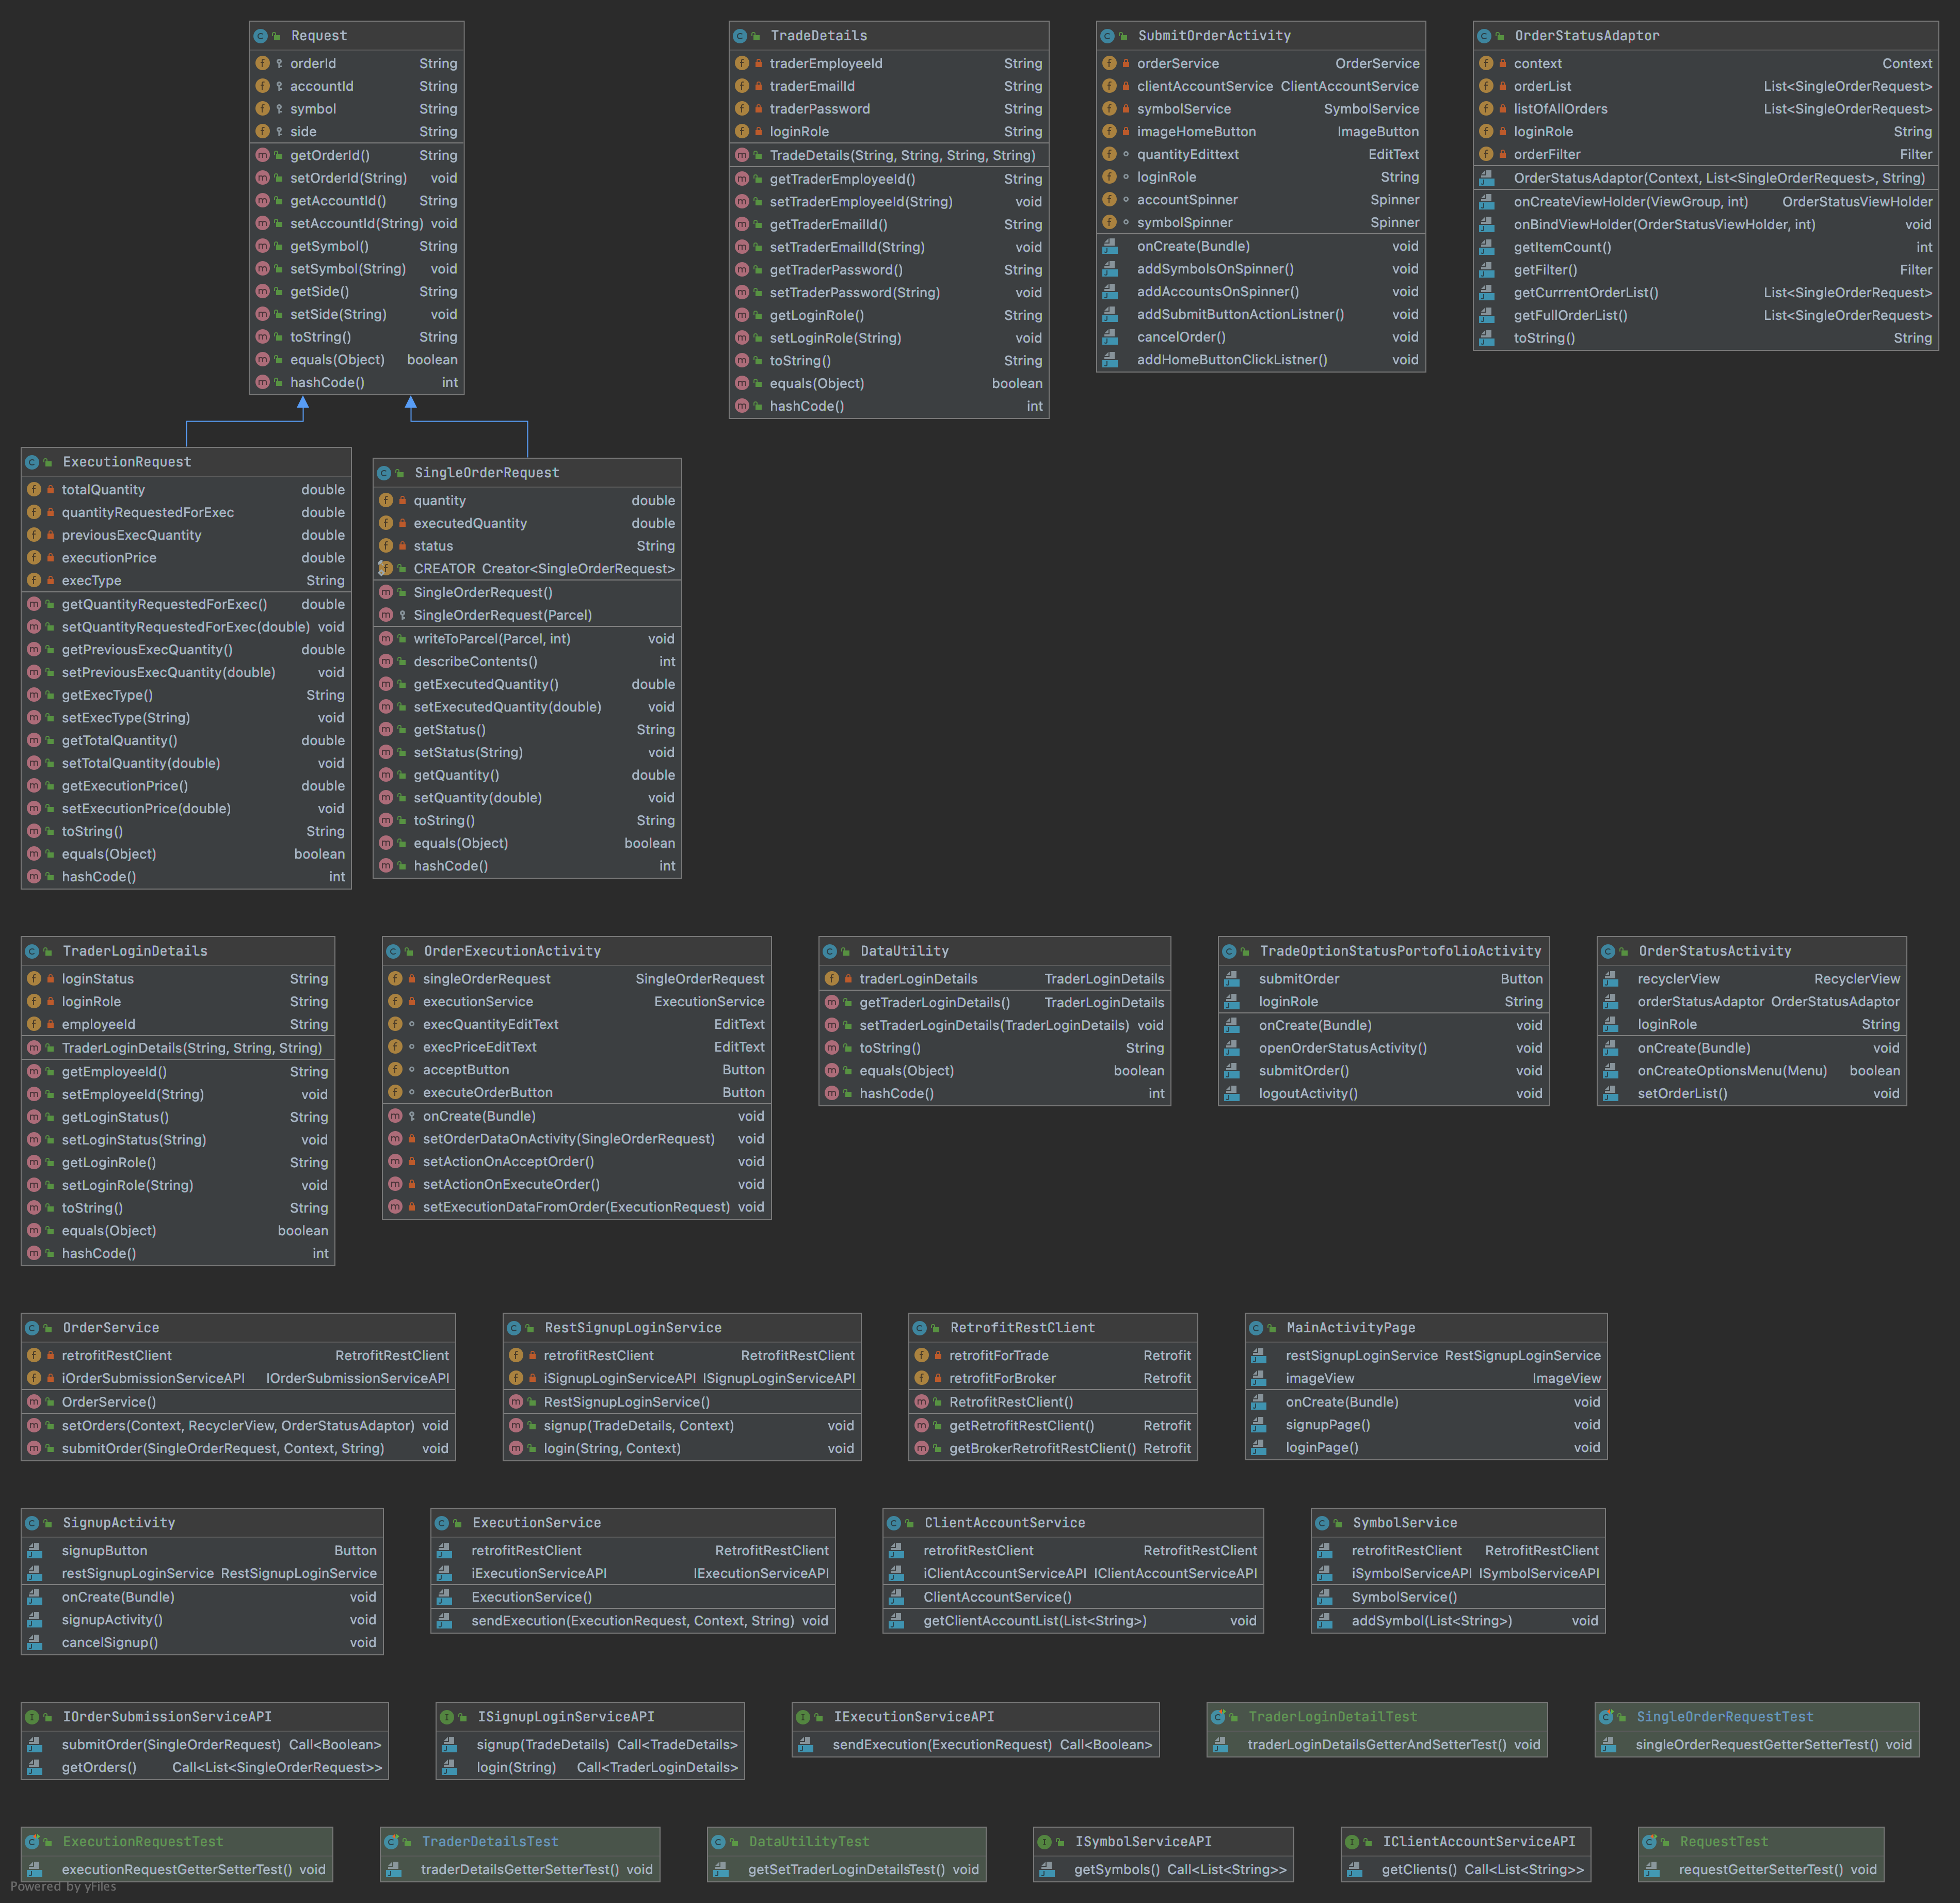 Request
orderId String
accountId String
symbol String
side String
getOrderId() String
setOrderId(String) void
getAccountId() String
setAccountId(String) void
getSymbol() String
setSymbol(String) void
getSide() String
setSide(String) void
toString() String
equals(Object) boolean
hashCode() int
TradeDetails
traderEmployeeId String
traderEmailId String
traderPassword String
loginRole String
TradeDetails(String, String, String, String)
getTraderEmployeeId() String
setTraderEmployeeId(String) void
getTraderEmailId() String
setTraderEmailId(String) void
getTraderPassword() String
setTraderPassword(String) void
getLoginRole() String
setLoginRole(String) void
toString() String
equals(Object) boolean
hashCode() int
SubmitOrderActivity
orderService OrderService
clientAccountService ClientAccountService
symbolService SymbolService
imageHomeButton ImageButton
quantityEdittext EditText
loginRole String
accountSpinner Spinner
symbolSpinner Spinner
onCreate(Bundle) void
addSymbolsOnSpinner() void
addAccountsOnSpinner() void
addSubmitButtonActionListner() void
cancelOrder() void
addHomeButtonClickListner() void
OrderStatusAdaptor
context Context
orderList List<SingleOrderRequest>
listOfAllOrders List<SingleOrderRequest>
loginRole String
orderFilter Filter
OrderStatusAdaptor(Context, List<SingleOrderRequest>, String)
onCreateViewHolder(ViewGroup, int) OrderStatusViewHolder
onBindViewHolder(OrderStatusViewHolder, int) void
getItemCount() int
getFilter() Filter
getCurrrentOrderList() List<SingleOrderRequest>
getFullOrderList() List<SingleOrderRequest>
toString() String
ExecutionRequest
totalQuantity double
quantityRequestedForExec double
previousExecQuantity double
executionPrice double
execType String
getQuantityRequestedForExec() double
setQuantityRequestedForExec(double) void
getPreviousExecQuantity() double
setPreviousExecQuantity(double) void
getExecType() String
setExecType(String) void
getTotalQuantity() double
setTotalQuantity(double) void
getExecutionPrice() double
setExecutionPrice(double) void
toString() String
equals(Object) boolean
hashCode() int
SingleOrderRequest
quantity double
executedQuantity double
status String
CREATOR Creator<SingleOrderRequest>
SingleOrderRequest()
SingleOrderRequest(Parcel)
writeToParcel(Parcel, int) void
describeContents() int
getExecutedQuantity() double
setExecutedQuantity(double) void
getStatus() String
setStatus(String) void
getQuantity() double
setQuantity(double) void
toString() String
equals(Object) boolean
hashCode() int
TraderLoginDetails
loginStatus String
loginRole String
employeeId String
TraderLoginDetails(String, String, String)
getEmployeeId() String
setEmployeeId(String) void
getLoginStatus() String
setLoginStatus(String) void
getLoginRole() String
setLoginRole(String) void
toString() String
equals(Object) boolean
hashCode() int
OrderExecutionActivity
singleOrderRequest SingleOrderRequest
executionService ExecutionService
execQuantityEditText EditText
execPriceEditText EditText
acceptButton Button
executeOrderButton Button
onCreate(Bundle) void
setOrderDataOnActivity(SingleOrderRequest) void
setActionOnAcceptOrder() void
setActionOnExecuteOrder() void
setExecutionDataFromOrder(ExecutionRequest) void
DataUtility
traderLoginDetails TraderLoginDetails
getTraderLoginDetails() TraderLoginDetails
setTraderLoginDetails(TraderLoginDetails) void
toString() String
equals(Object) boolean
hashCode() int
TradeOptionStatusPortofolioActivity
submitOrder Button
loginRole String
onCreate(Bundle) void
openOrderStatusActivity() void
submitOrder() void
logoutActivity() void
OrderStatusActivity
recyclerView RecyclerView
orderStatusAdaptor OrderStatusAdaptor
loginRole String
onCreate(Bundle) void
onCreateOptionsMenu(Menu) boolean
setOrderList() void
OrderService
retrofitRestClient RetrofitRestClient
iOrderSubmissionServiceAPI IOrderSubmissionServiceAPI
OrderService()
setOrders(Context, RecyclerView, OrderStatusAdaptor) void
submitOrder(SingleOrderRequest, Context, String) void
RestSignupLoginService
retrofitRestClient RetrofitRestClient
iSignupLoginServiceAPI ISignupLoginServiceAPI
RestSignupLoginService()
signup(TradeDetails, Context) void
login(String, Context) void
RetrofitRestClient
retrofitForTrade Retrofit
retrofitForBroker Retrofit
RetrofitRestClient()
getRetrofitRestClient() Retrofit
getBrokerRetrofitRestClient() Retrofit
MainActivityPage
restSignupLoginService RestSignupLoginService
imageView ImageView
onCreate(Bundle) void
signupPage() void
loginPage() void
SignupActivity
signupButton Button
restSignupLoginService RestSignupLoginService
onCreate(Bundle) void
signupActivity() void
cancelSignup() void
ExecutionService
retrofitRestClient RetrofitRestClient
iExecutionServiceAPI IExecutionServiceAPI
ExecutionService()
sendExecution(ExecutionRequest, Context, String) void
ClientAccountService
retrofitRestClient RetrofitRestClient
iClientAccountServiceAPI IClientAccountServiceAPI
ClientAccountService()
getClientAccountList(List<String>) void
SymbolService
retrofitRestClient RetrofitRestClient
iSymbolServiceAPI ISymbolServiceAPI
SymbolService()
addSymbol(List<String>) void
IOrderSubmissionServiceAPI
submitOrder(SingleOrderRequest) Call<Boolean>
getOrders() Call<List<SingleOrderRequest>>
ISignupLoginServiceAPI
signup(TradeDetails) Call<TradeDetails>
login(String) Call<TraderLoginDetails>
IExecutionServiceAPI
sendExecution(ExecutionRequest) Call<Boolean>
TraderLoginDetailTest
traderLoginDetailsGetterAndSetterTest() void
SingleOrderRequestTest
singleOrderRequestGetterSetterTest() void
ExecutionRequestTest
executionRequestGetterSetterTest() void
TraderDetailsTest
traderDetailsGetterSetterTest() void
DataUtilityTest
getSetTraderLoginDetailsTest() void
ISymbolServiceAPI
getSymbols() Call<List<String>>
IClientAccountServiceAPI
getClients() Call<List<String>>
RequestTest
requestGetterSetterTest() void
Powered by yFiles